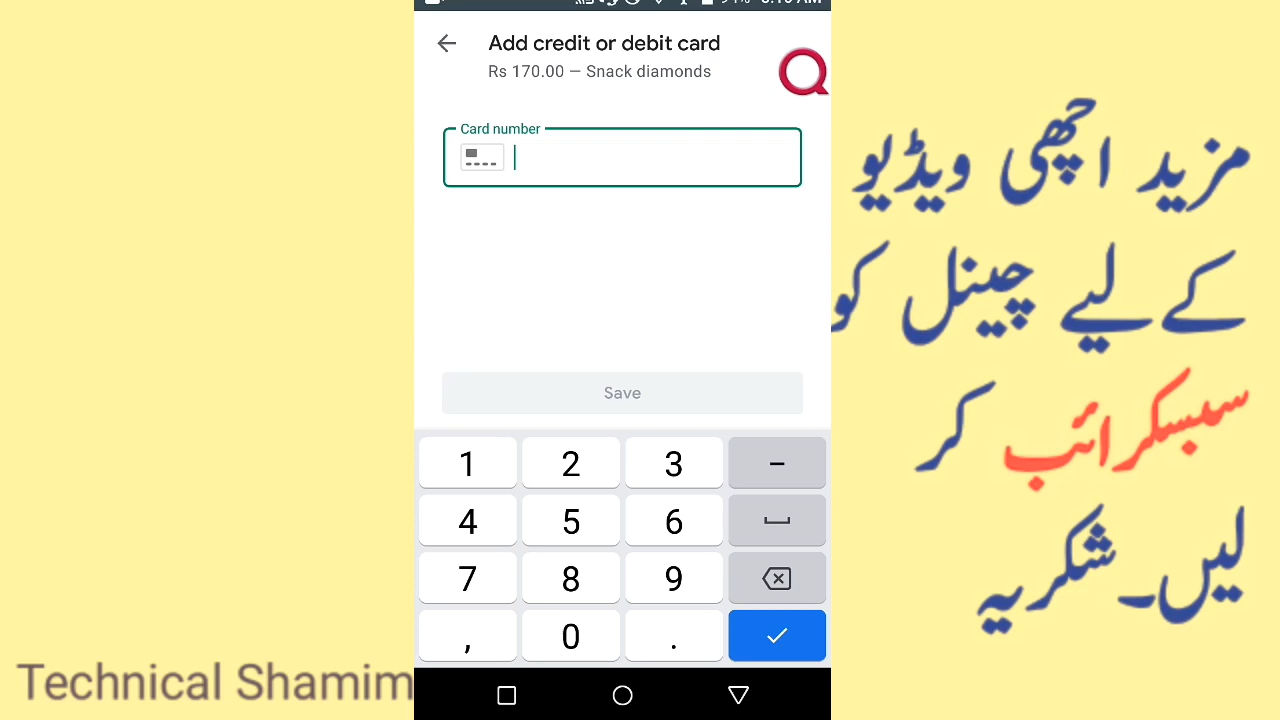 Add credit or debit card
Rs 170.00 — Snack diamonds
Card number
Save
1 2 3 –
4 5 6
7 8 9
, 0 .
مزید اچھی ویڈیو
کے لیے چینل کو
سبسکرائب کر
لیں۔ شکریہ
Technical Shamim